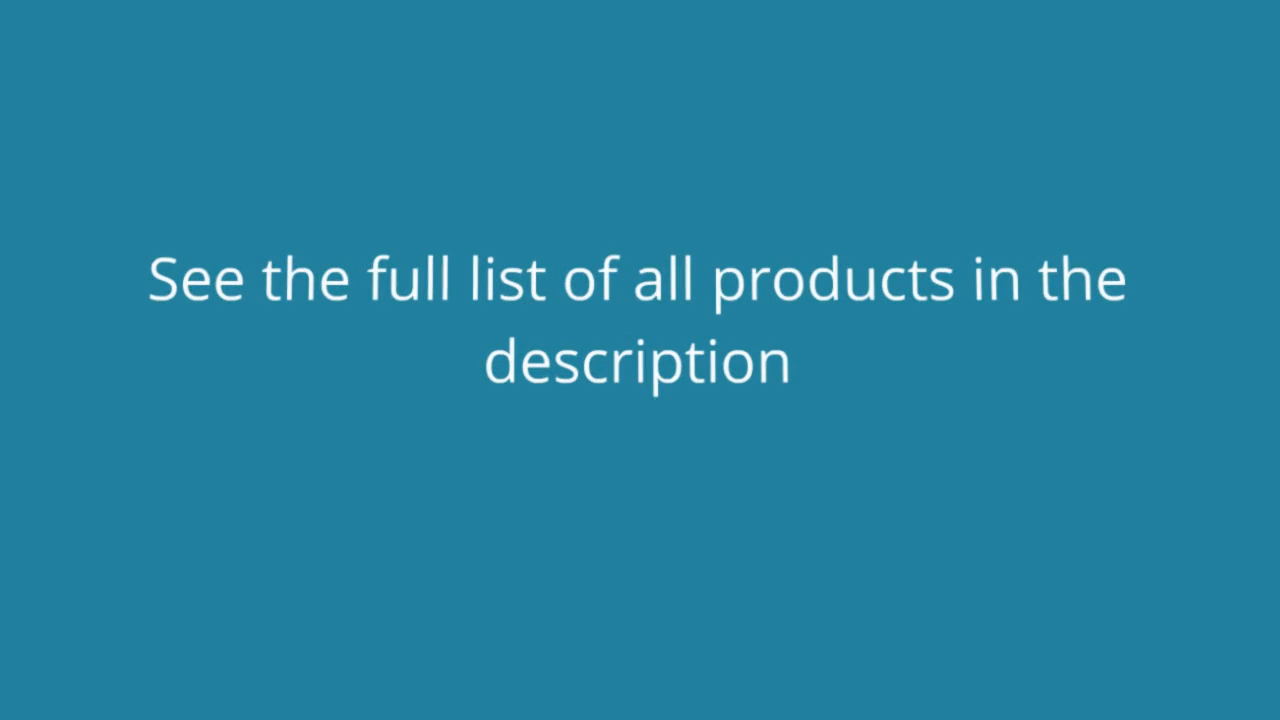 See the full list of all products in the
description